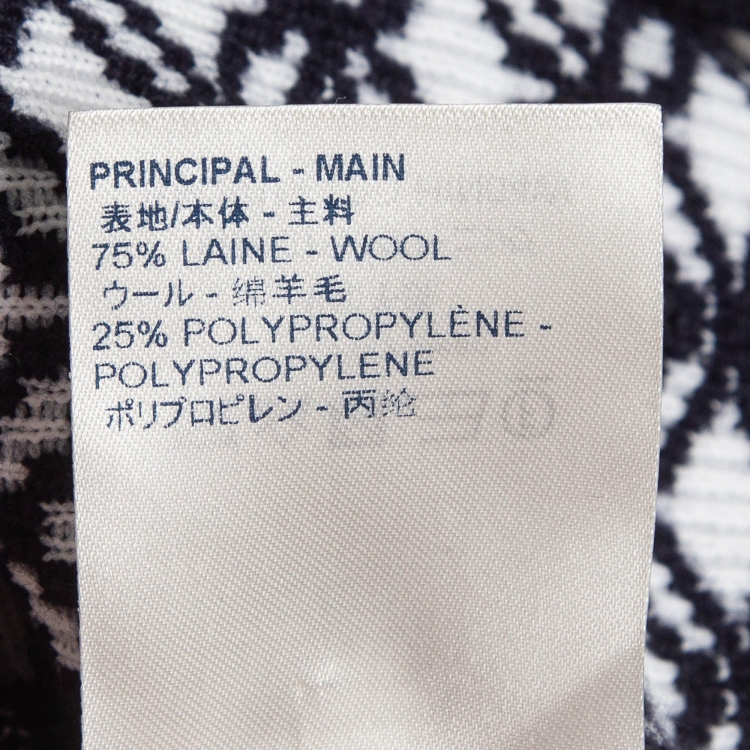 PRINCIPAL - MAIN
表地/本体 - 主料
75% LAINE - WOOL
ウール - 绵羊毛
25% POLYPROPYLÈNE -
POLYPROPYLENE
ポリプロピレン - 丙纶